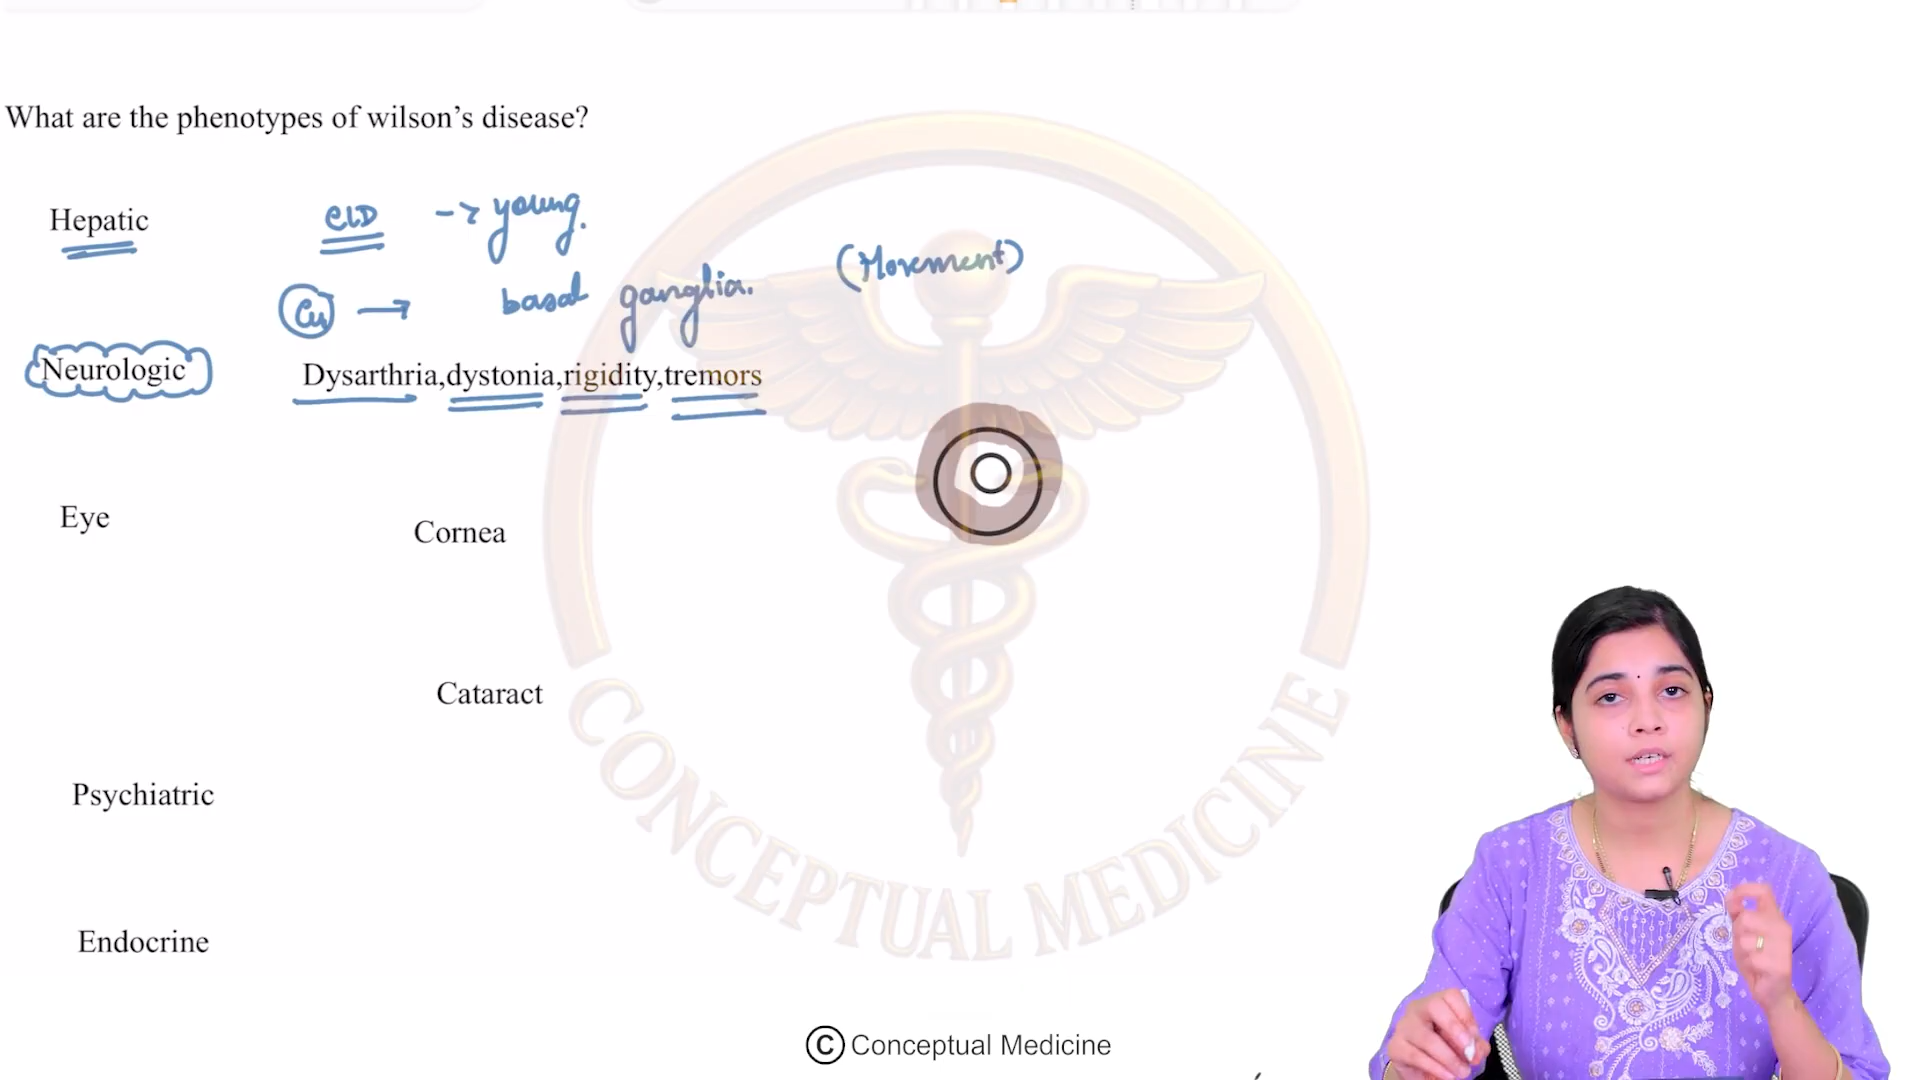 What are the phenotypes of wilson’s disease?
Hepatic CLD -> young.
(Movement)
Cu → basal ganglia.
Neurologic Dysarthria,dystonia,rigidity,tremors
Eye
Cornea
Cataract
Psychiatric
Endocrine
CONCEPTUAL MEDICINE
© Conceptual Medicine